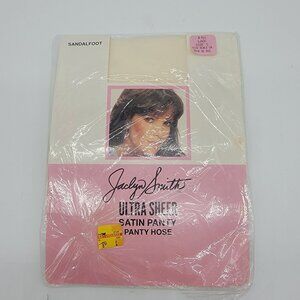 SANDALFOOT
Jaclyn Smith
ULTRA SHEER
SATIN PANTY
PANTY HOSE